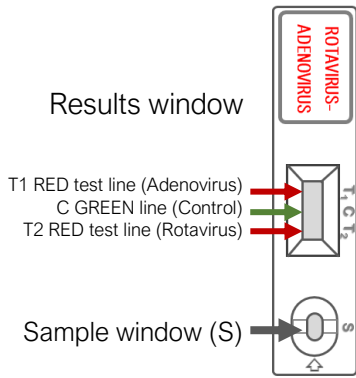 ROTAVIRUS-
ADENOVIRUS
Results window
T1 RED test line (Adenovirus)
C GREEN line (Control)
T2 RED test line (Rotavirus)
T₁ C T₂
Sample window (S)
S